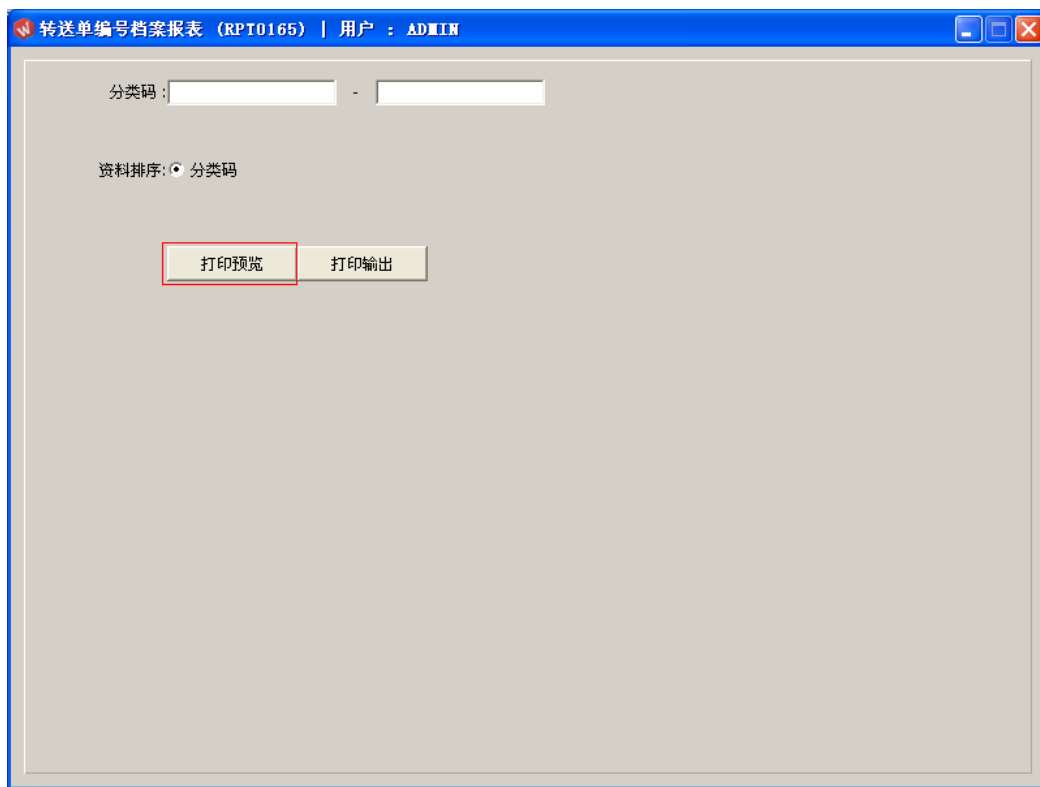 转送单编号档案报表 (RPT0165) | 用户 : ADMIN
分类码 : -
资料排序: 分类码
打印预览 打印输出